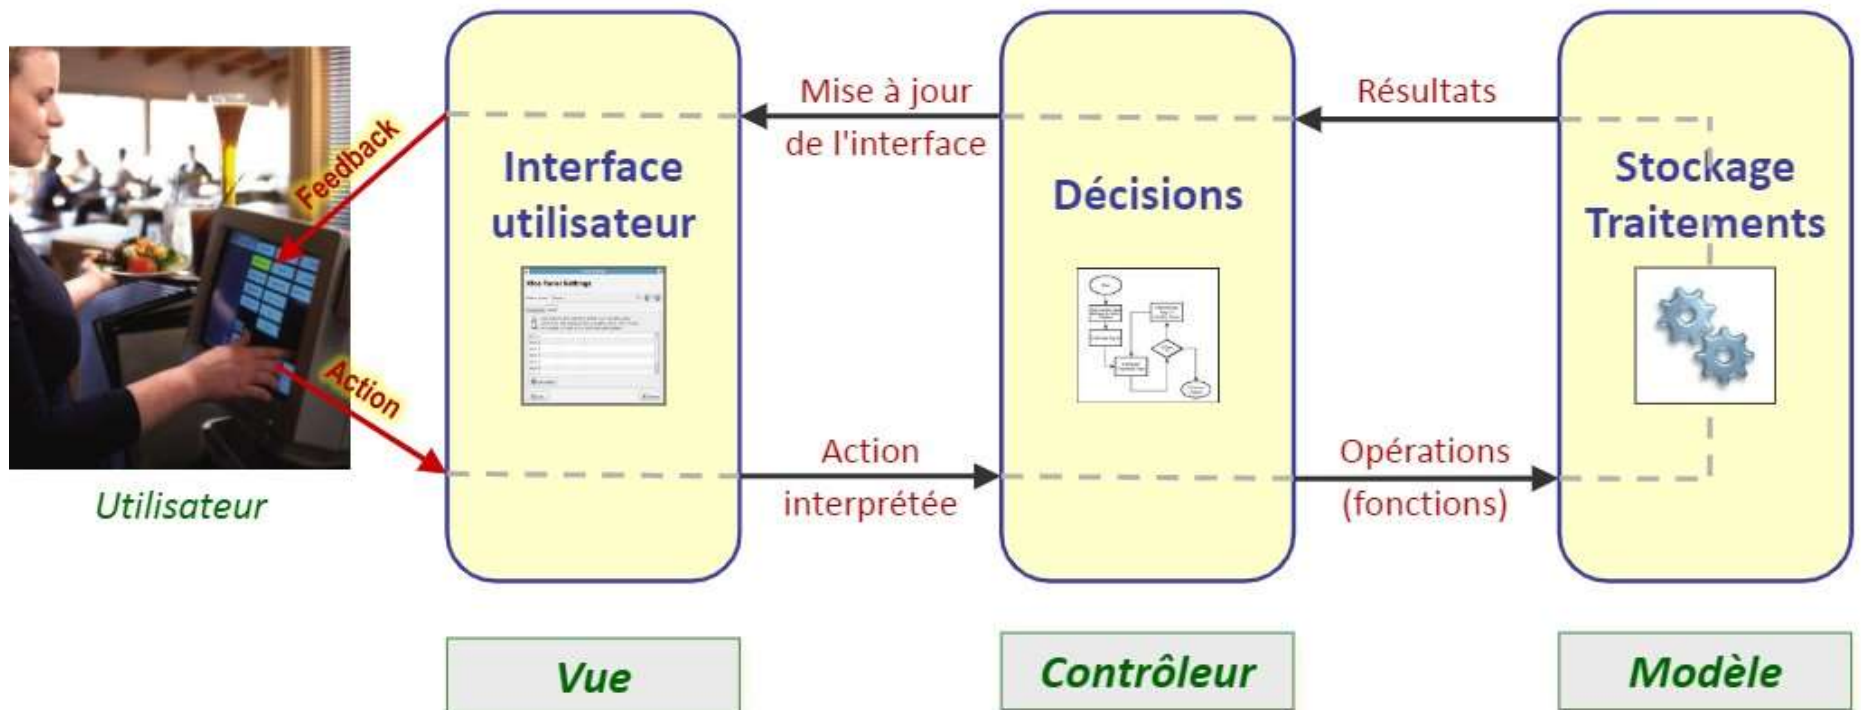 Mise à jour
de l'interface
Résultats
Feedback
Interface
utilisateur
Décisions
Stockage
Traitements
Action
Action
interprétée
Opérations
(fonctions)
Utilisateur
Vue
Contrôleur
Modèle